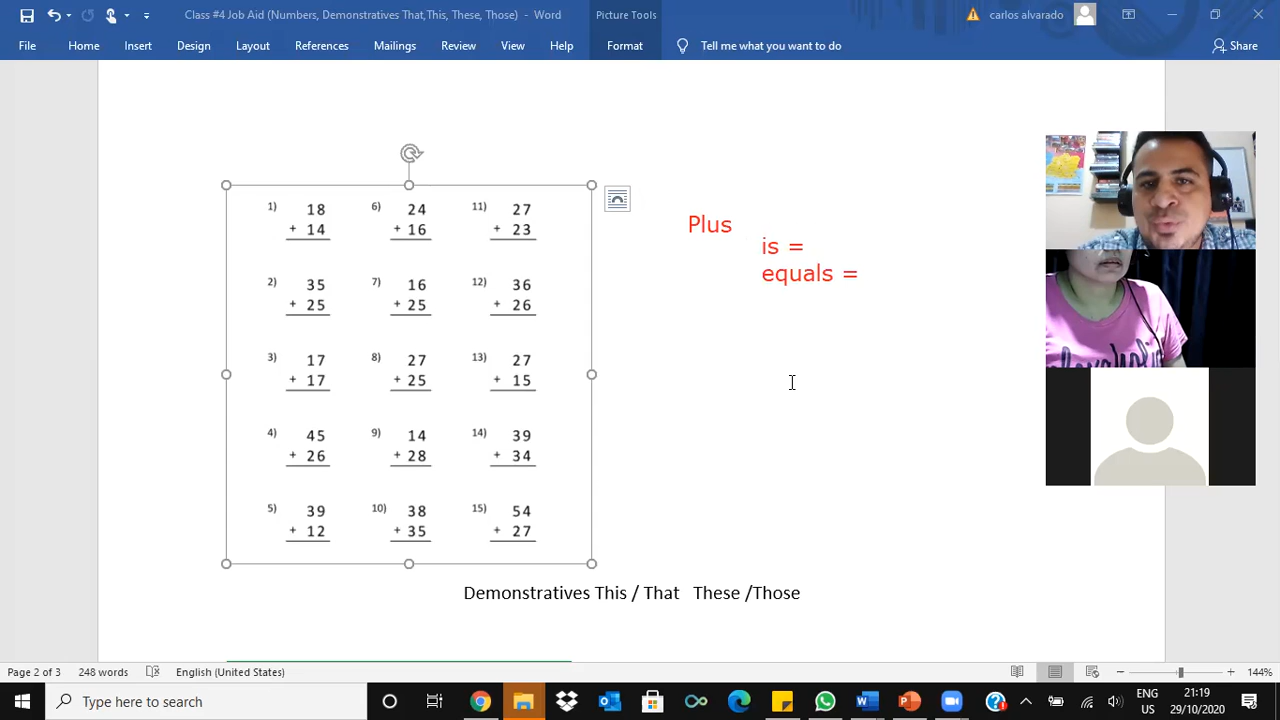 Class #4 Job Aid (Numbers, Demonstratives That,This, These, Those) - Word
Picture Tools
carlos alvarado
File Home Insert Design Layout References Mailings Review View Help Format Tell me what you want to do Share
1) 18 6) 24 11) 27
+ 14 + 16 + 23
2) 35 7) 16 12) 36
+ 25 + 25 + 26
3) 17 8) 27 13) 27
+ 17 + 25 + 15
4) 45 9) 14 14) 39
+ 26 + 28 + 34
5) 39 10) 38 15) 54
+ 12 + 35 + 27
Plus
is =
equals =
Demonstratives This / That These /Those
Page 2 of 3 248 words English (United States) 144%
Type here to search
ENG 21:19
US 29/10/2020